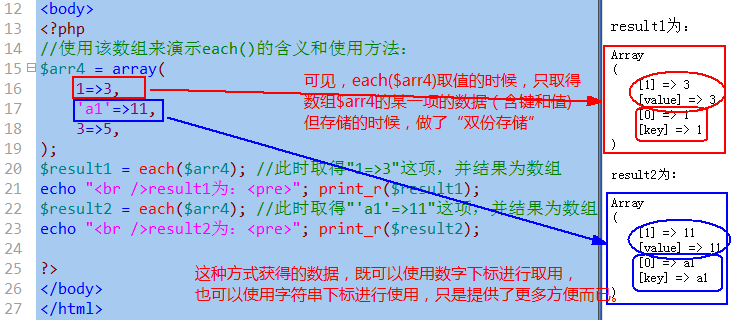 12 <body>
13 <?php
14 //使用该数组来演示each()的含义和使用方法:
15 $arr4 = array(
16 1=>3,
17 'a1'=>11,
18 3=>5,
19 );
20 $result1 = each($arr4); //此时取得"1=>3"这项，并结果为数组
21 echo "<br />result1为: <pre>"; print_r($result1);
22 $result2 = each($arr4); //此时取得"'a1'=>11"这项，并结果为数组
23 echo "<br />result2为: <pre>"; print_r($result2);
24
25 ?>
26 </body>
27 </html>
可见，each($arr4)取值的时候，只取得
数组$arr4的某一项的数据（含键和值)
但存储的时候，做了“双份存储”
这种方式获得的数据，既可以使用数字下标进行取用，
也可以使用字符串下标进行使用，只是提供了更多方便而已。
result1为:
Array
(
[1] => 3
[value] => 3
[0] => 1
[key] => 1
)
result2为:
Array
(
[1] => 11
[value] => 11
[0] => a1
[key] => a1
)